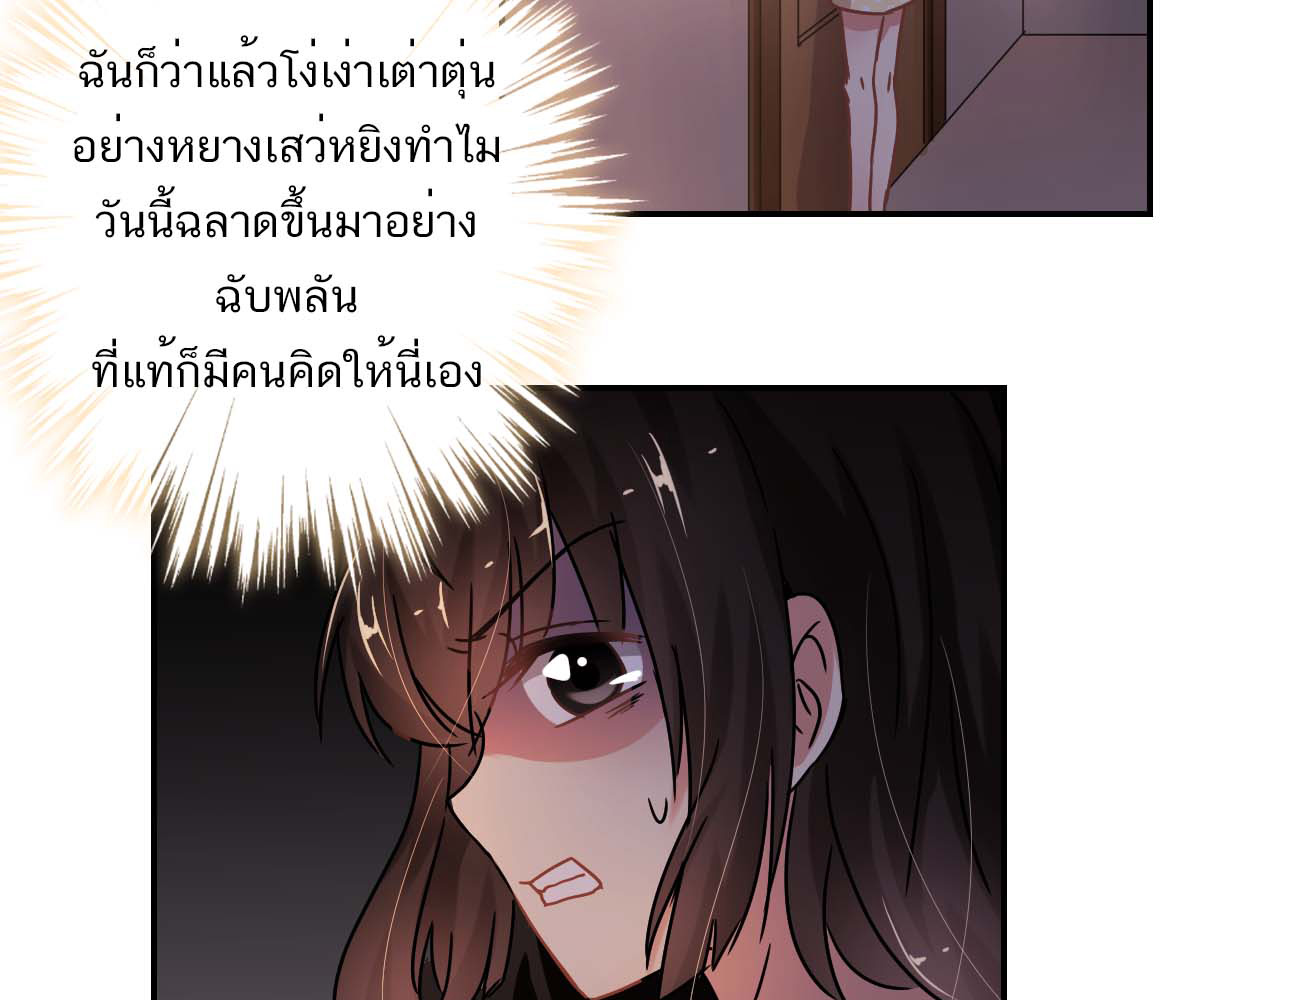 ฉันก็ว่าแล้วโง่เง่าเต่าตุ่น
อย่างหยางเสว่หยิงทำไม
วันนี้ฉลาดขึ้นมาอย่าง
ฉับพลัน
ที่แท้ก็มีคนคิดให้นี่เอง